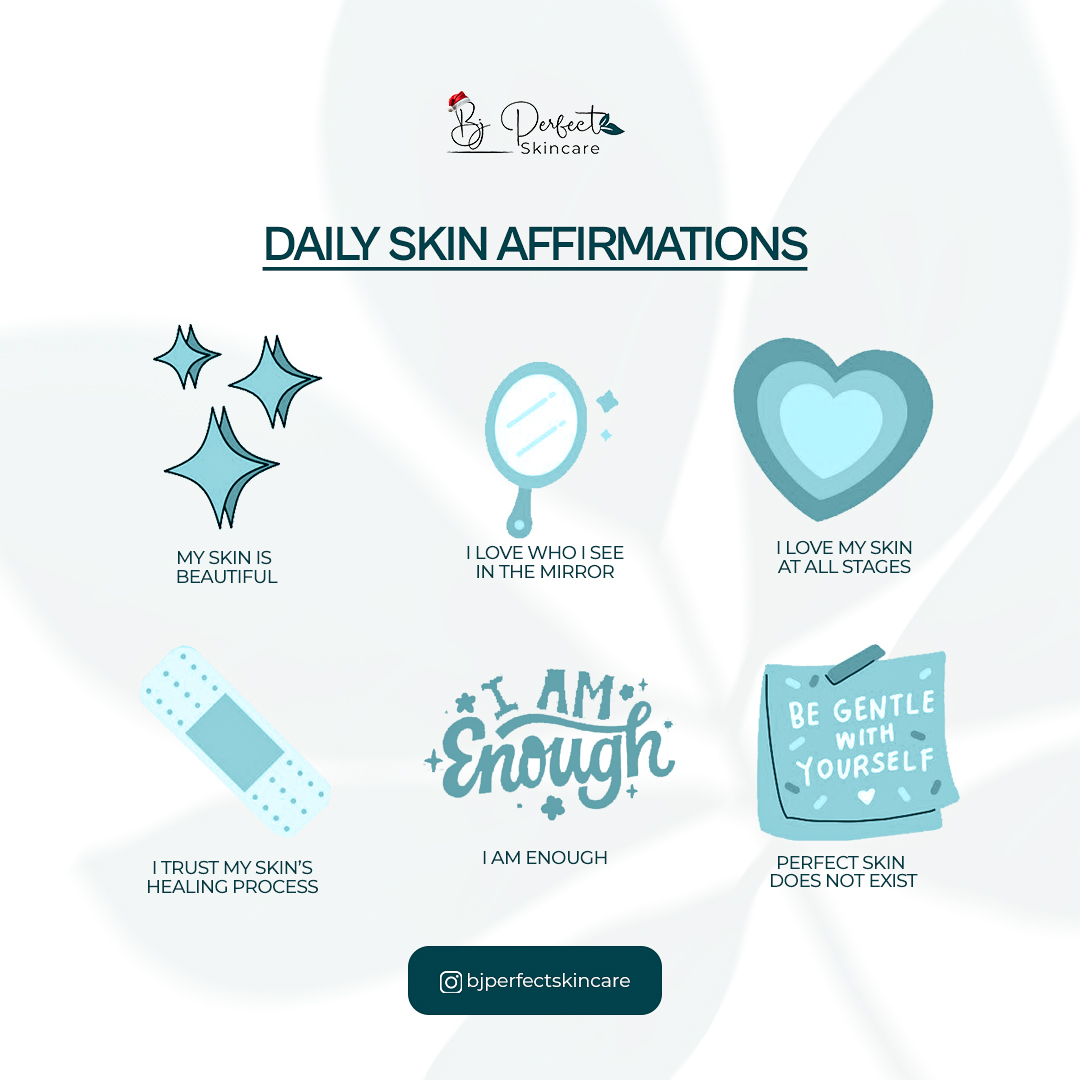 Bj Perfect
Skincare
DAILY SKIN AFFIRMATIONS
MY SKIN IS
BEAUTIFUL
I LOVE WHO I SEE
IN THE MIRROR
I LOVE MY SKIN
AT ALL STAGES
I TRUST MY SKIN'S
HEALING PROCESS
I AM
Enough
I AM ENOUGH
BE GENTLE
WITH
YOURSELF
PERFECT SKIN
DOES NOT EXIST
bjperfectskincare